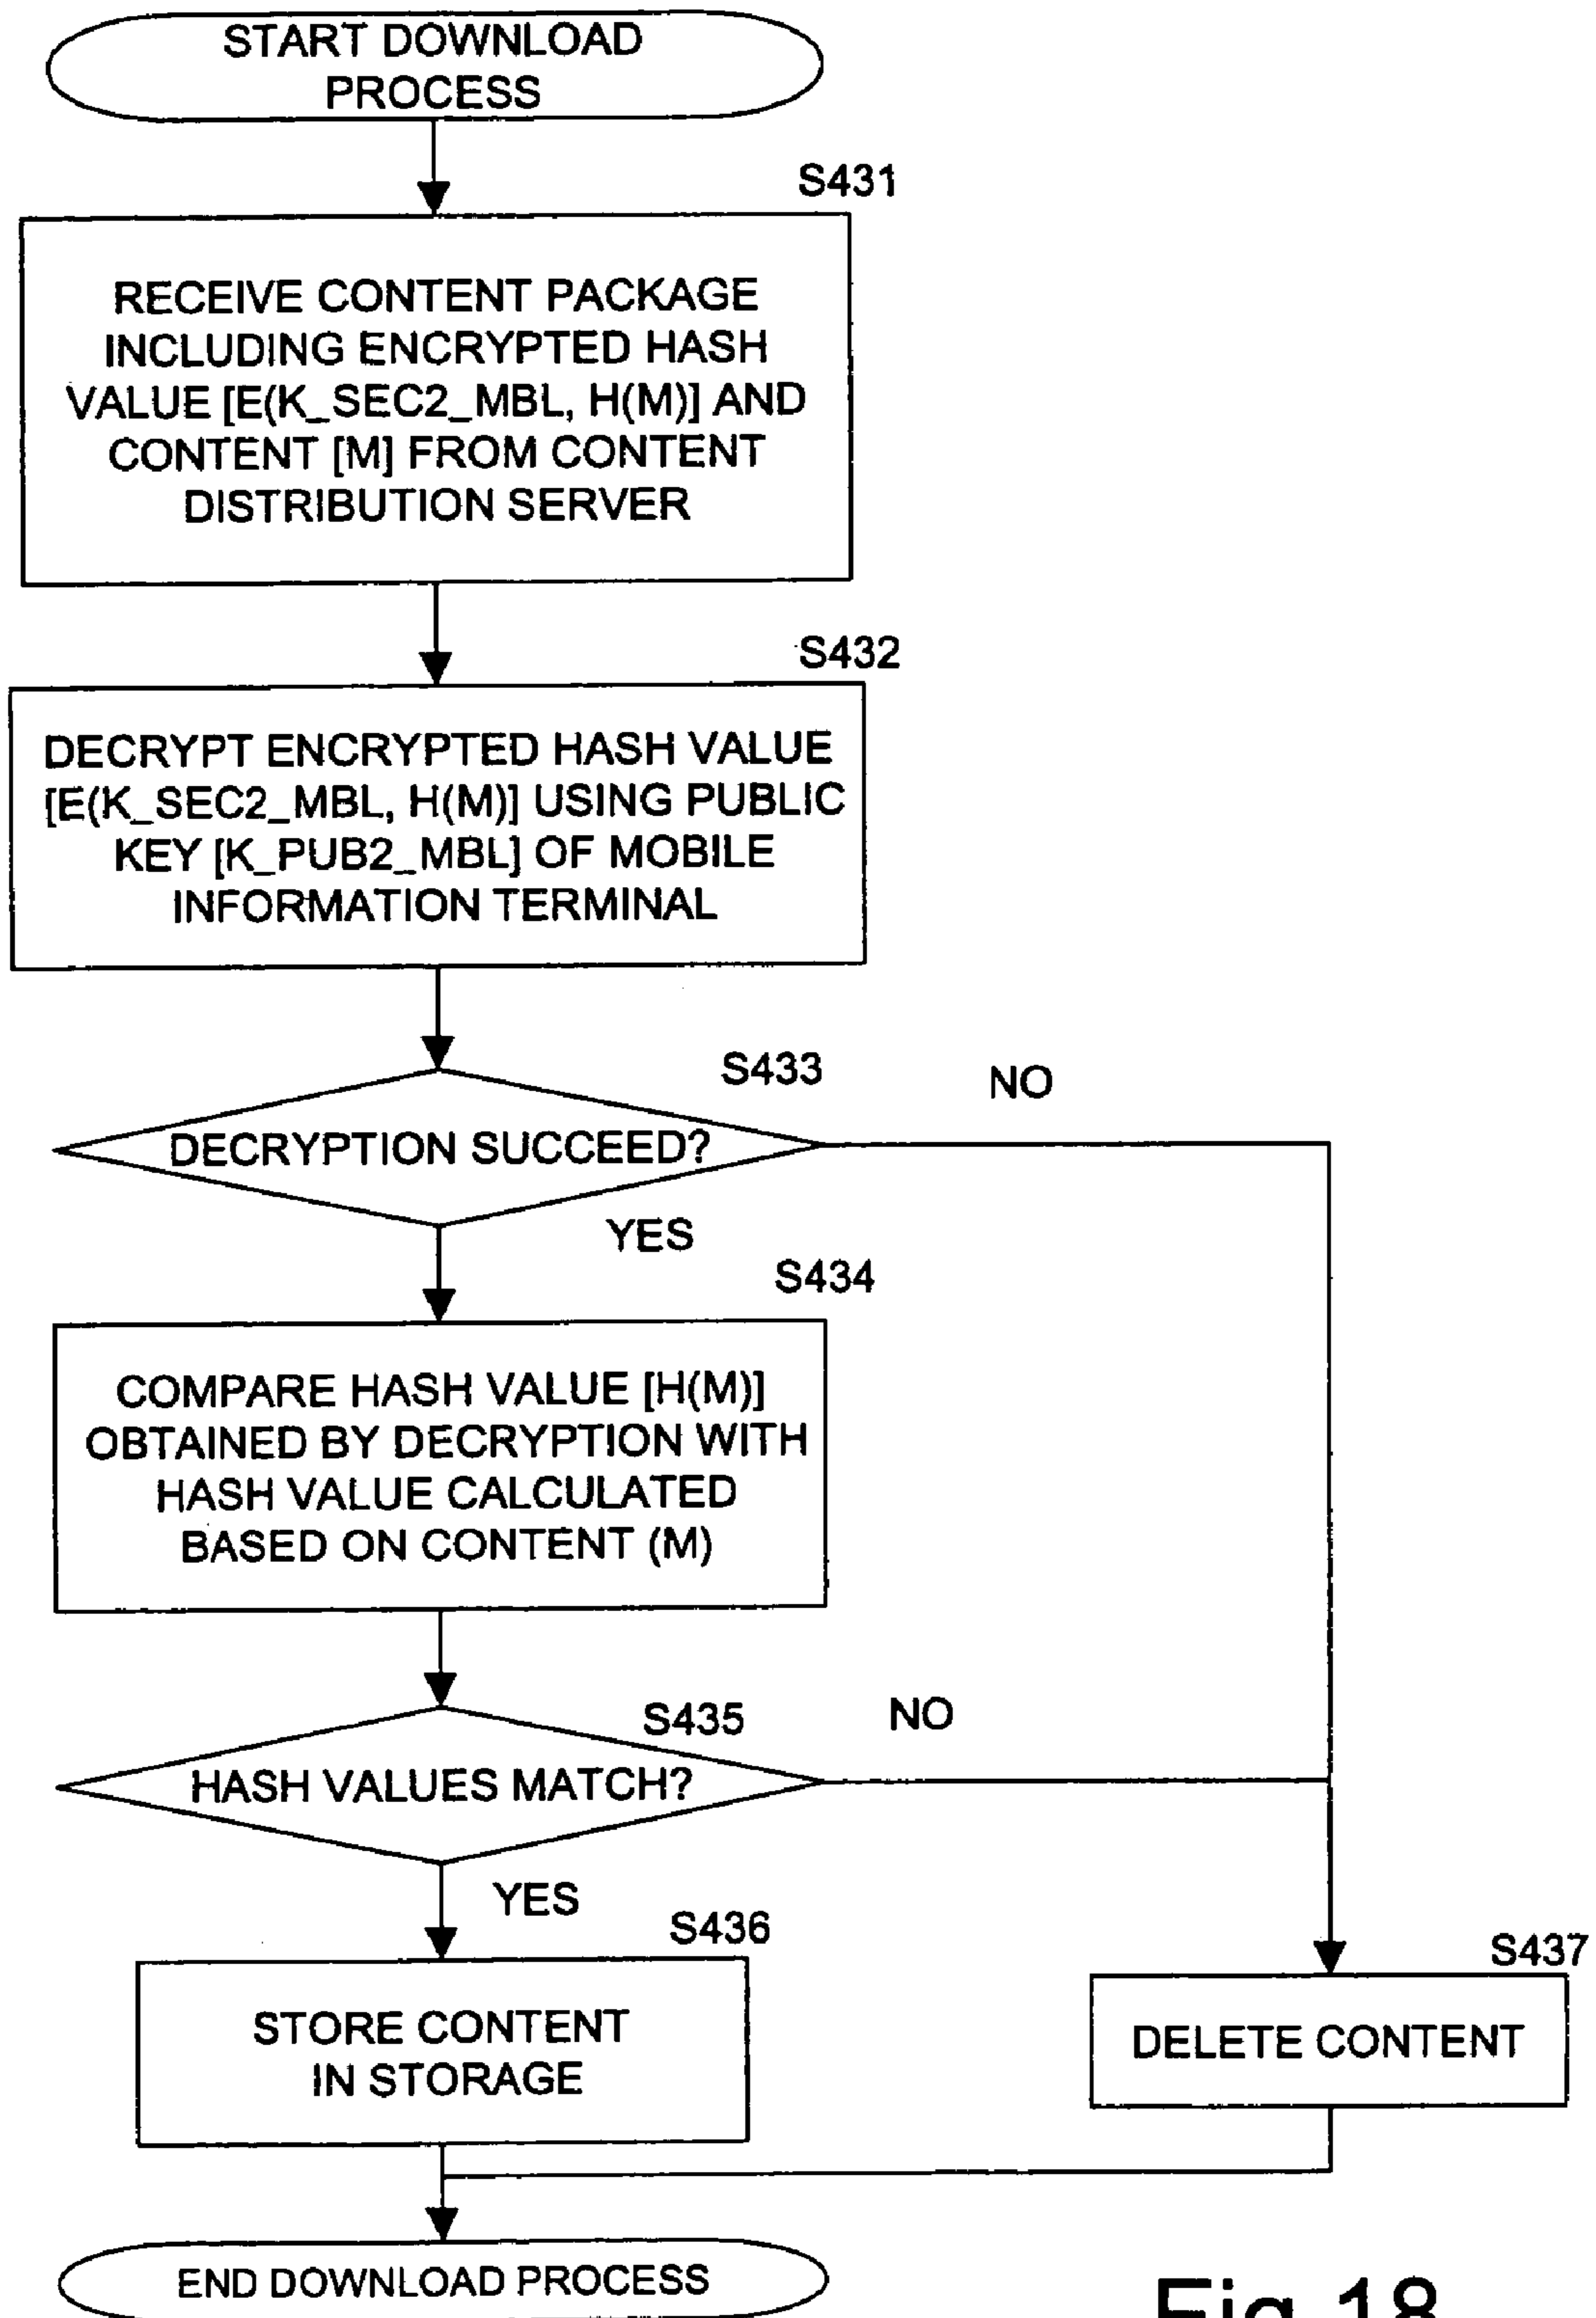 START DOWNLOAD
PROCESS
S431
RECEIVE CONTENT PACKAGE
INCLUDING ENCRYPTED HASH
VALUE [E(K_SEC2_MBL, H(M)] AND
CONTENT [M] FROM CONTENT
DISTRIBUTION SERVER
S432
DECRYPT ENCRYPTED HASH VALUE
[E(K_SEC2_MBL, H(M)] USING PUBLIC
KEY [K_PUB2_MBL] OF MOBILE
INFORMATION TERMINAL
S433
NO
DECRYPTION SUCCEED?
YES
S434
COMPARE HASH VALUE [H(M)]
OBTAINED BY DECRYPTION WITH
HASH VALUE CALCULATED
BASED ON CONTENT (M)
S435
NO
HASH VALUES MATCH?
YES
S436
STORE CONTENT
IN STORAGE
S437
DELETE CONTENT
END DOWNLOAD PROCESS
Fig.18